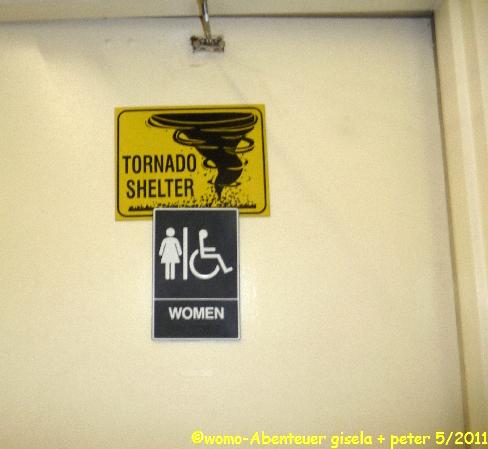 TORNADO
SHELTER
WOMEN
©womo-Abenteuer gisela + peter 5/2011